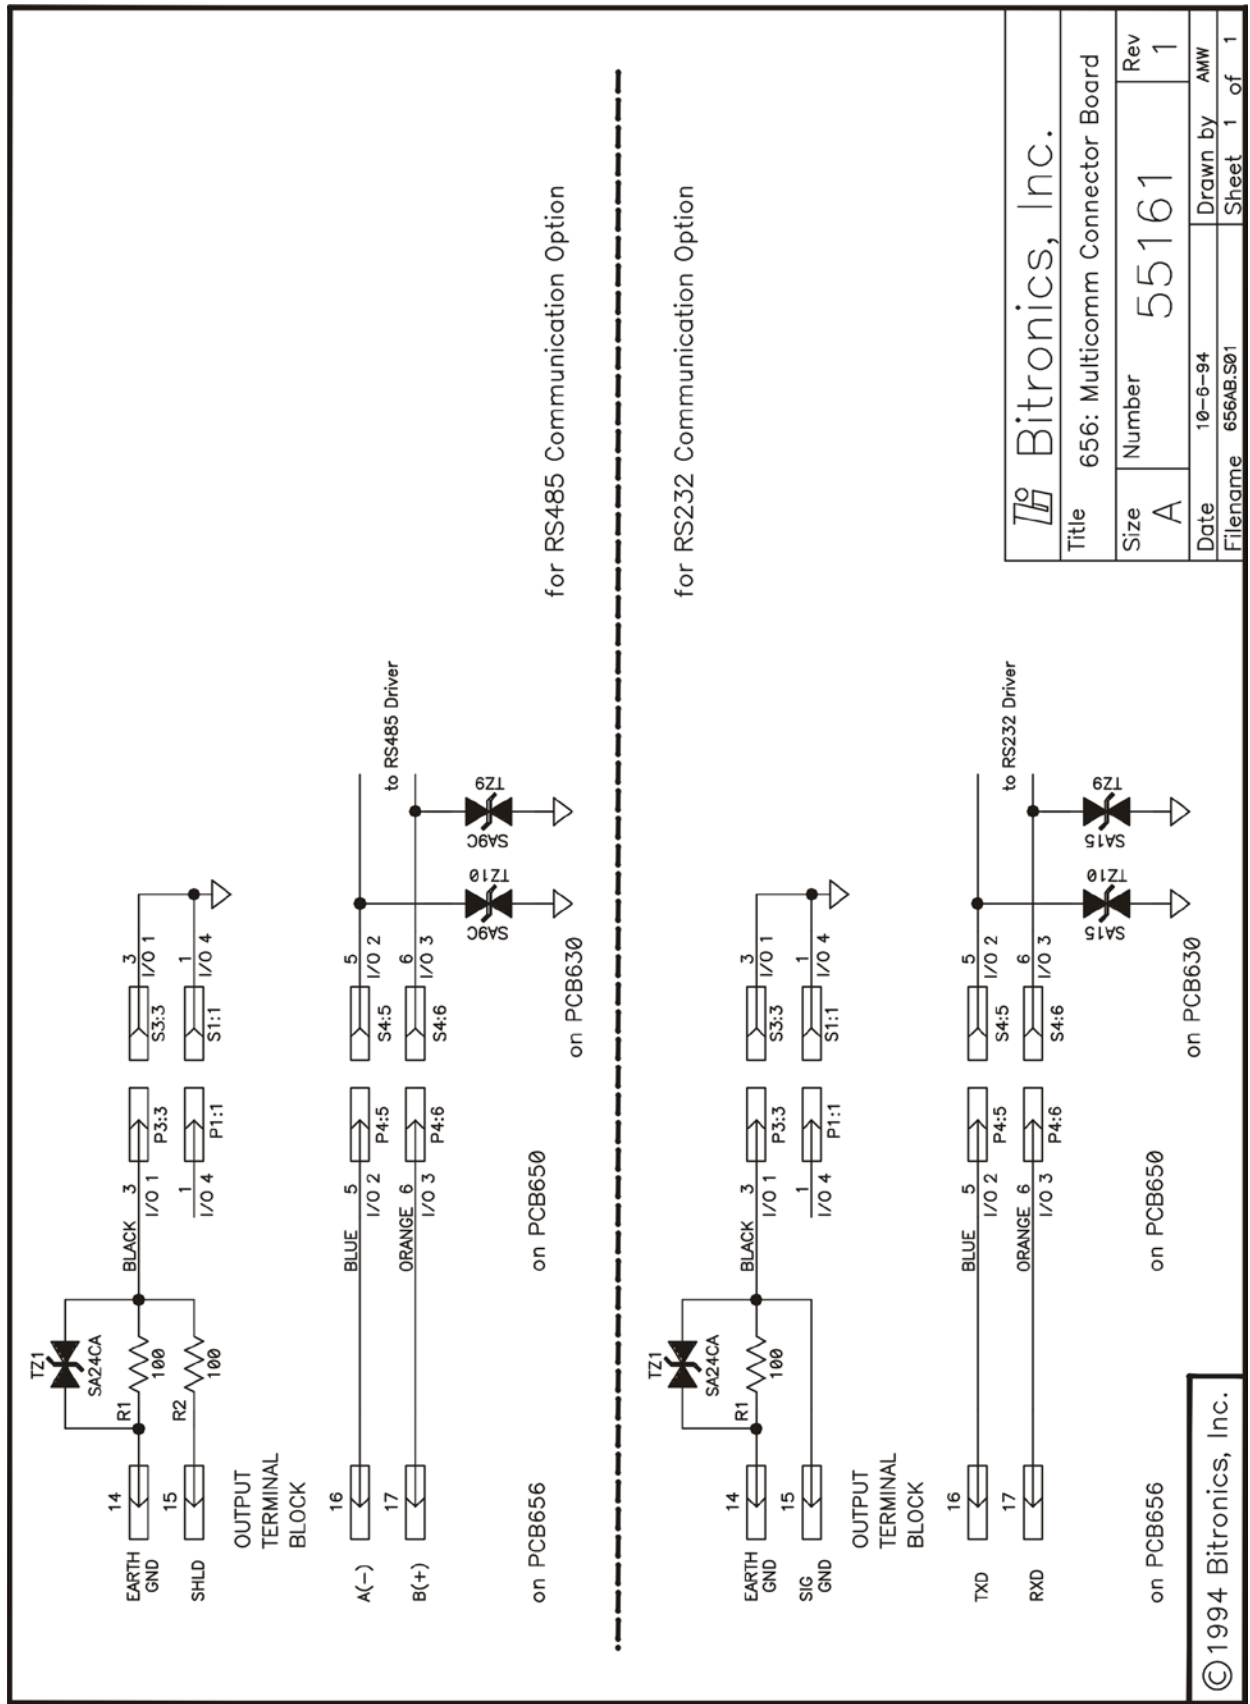 TZ1
SA24CA
EARTH
GND
14
R1
100
BLACK
3
I/O 1
P3:3
S3:3
3
I/O 1
SHLD
15
R2
100
1
I/O 4
P1:1
S1:1
1
I/O 4
OUTPUT
TERMINAL
BLOCK
A(-)
16
BLUE
5
I/O 2
P4:5
S4:5
5
I/O 2
to RS485 Driver
B(+)
17
ORANGE
6
I/O 3
P4:6
S4:6
6
I/O 3
SA9C
TZ10
SA9C
TZ9
on PCB656
on PCB650
on PCB630
for RS485 Communication Option
for RS232 Communication Option
TZ1
SA24CA
EARTH
GND
14
R1
100
BLACK
3
I/O 1
P3:3
S3:3
3
I/O 1
SIG
GND
15
1
I/O 4
P1:1
S1:1
1
I/O 4
OUTPUT
TERMINAL
BLOCK
TXD
16
BLUE
5
I/O 2
P4:5
S4:5
5
I/O 2
to RS232 Driver
RXD
17
ORANGE
6
I/O 3
P4:6
S4:6
6
I/O 3
SA15
TZ10
SA15
TZ9
on PCB656
on PCB650
on PCB630
©1994 Bitronics, Inc.
Bitronics, Inc.
Title
656: Multicomm Connector Board
Size Number Rev
A 55161 1
Date 10-6-94 Drawn by AMW
Filename 656AB.S01 Sheet 1 of 1